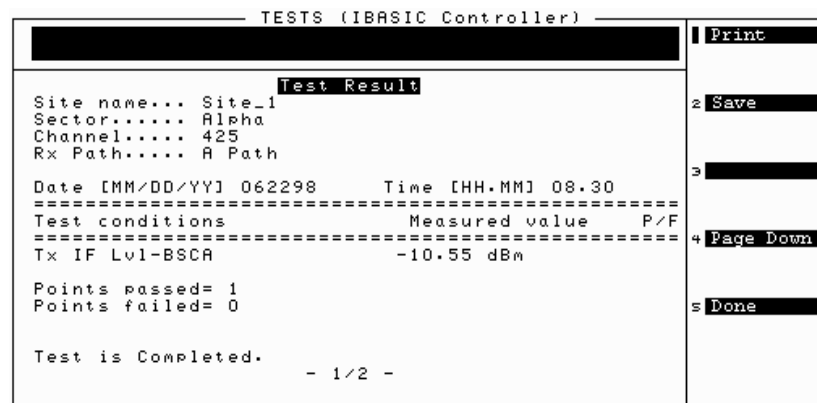 TESTS (IBASIC Controller)
Test Result
Site name... Site_1
Sector...... Alpha
Channel..... 425
Rx Path..... A Path
Date [MM/DD/YY] 062298 Time [HH.MM] 08.30
==================================================
Test conditions Measured value P/F
==================================================
Tx IF Lvl-BSCA -10.55 dBm
Points passed= 1
Points failed= 0
Test is Completed.
- 1/2 -
1 Print
2 Save
3
4 Page Down
5 Done